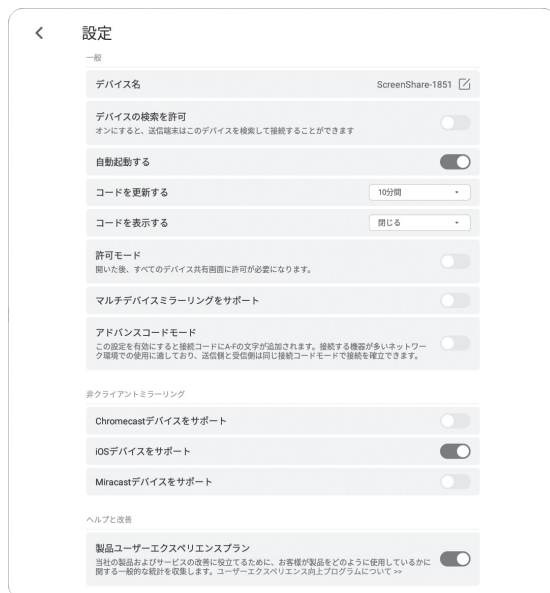 設定
一般
デバイス名
ScreenShare-1851
デバイスの検索を許可
オンにすると、送信端末はこのデバイスを検索して接続することができます
自動起動する
コードを更新する
10分間
コードを表示する
閉じる
許可モード
開いた後、すべてのデバイス共有画面に許可が必要になります。
マルチデバイスミラーリングをサポート
アドバンスコードモード
この設定を有効にすると接続コードにA-Fの文字が追加されます。接続する機器が多いネットワー
ク環境での使用に適しており、送信側と受信側は同じ接続コードモードで接続を確立できます。
非クライアントミラーリング
Chromecastデバイスをサポート
iOSデバイスをサポート
Miracastデバイスをサポート
ヘルプと改善
製品ユーザーエクスペリエンスプラン
当社の製品およびサービスの改善に役立てるために、お客様が製品をどのように使用しているかに
関する一般的な統計を収集します。ユーザーエクスペリエンス向上プログラムについて >>